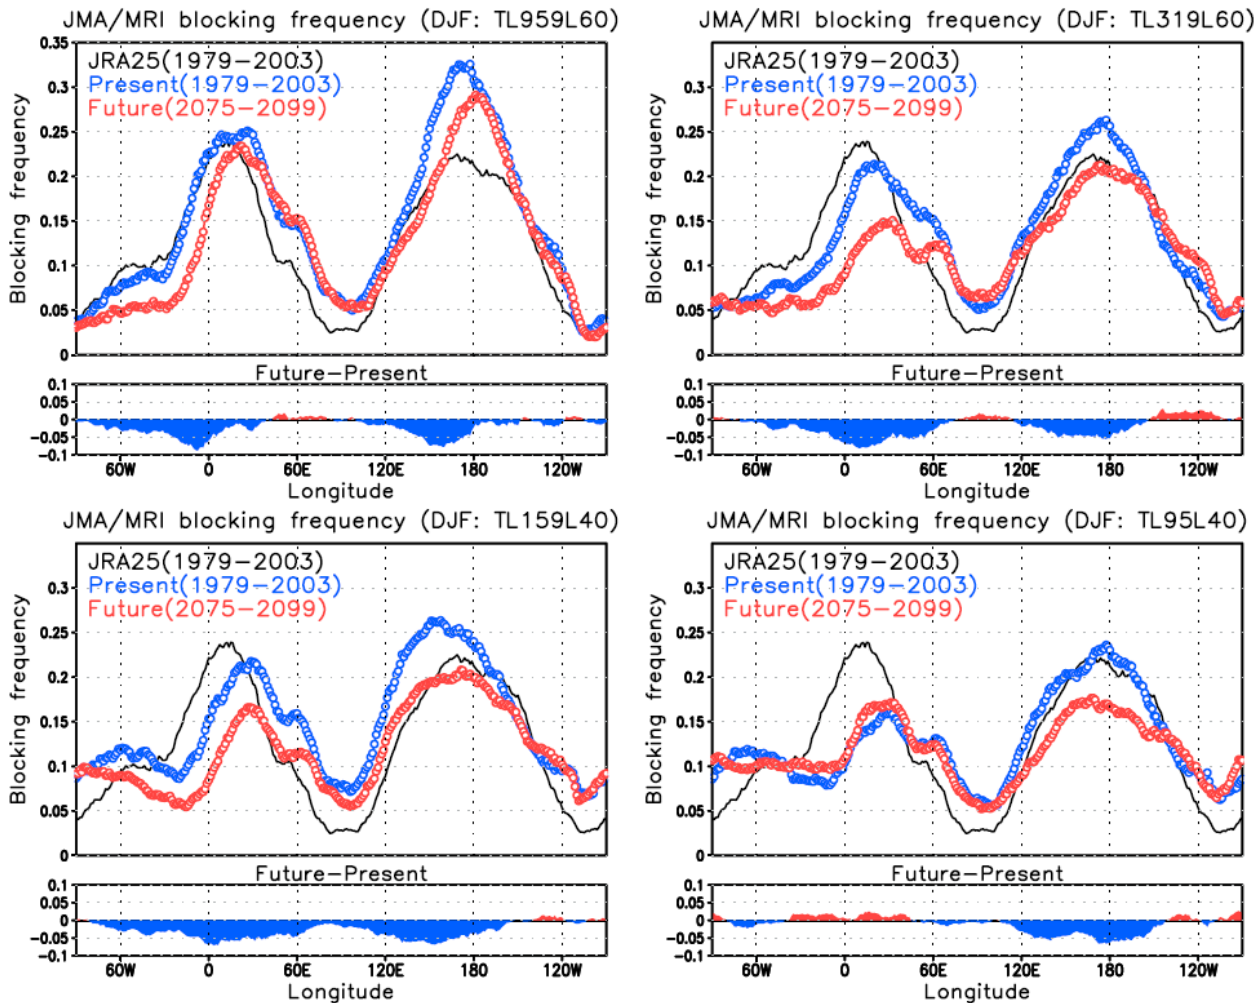 JMA/MRI blocking frequency (DJF: TL959L60)
0.35
JRA25(1979−2003)
Present(1979−2003)
Future(2075−2099)
0.3
0.25
0.2
0.15
0.1
0.05
0
Blocking frequency
Future−Present
0.1
0.05
0
−0.05
−0.1
60W 0 60E 120E 180 120W
Longitude
JMA/MRI blocking frequency (DJF: TL319L60)
JRA25(1979−2003)
Present(1979−2003)
Future(2075−2099)
0.3
0.25
0.2
0.15
0.1
0.05
0
Blocking frequency
Future−Present
0.1
0.05
0
−0.05
−0.1
60W 0 60E 120E 180 120W
Longitude
JMA/MRI blocking frequency (DJF: TL159L40)
JRA25(1979−2003)
Present(1979−2003)
Future(2075−2099)
0.3
0.25
0.2
0.15
0.1
0.05
0
Blocking frequency
Future−Present
0.1
0.05
0
−0.05
−0.1
60W 0 60E 120E 180 120W
Longitude
JMA/MRI blocking frequency (DJF: TL95L40)
JRA25(1979−2003)
Present(1979−2003)
Future(2075−2099)
0.3
0.25
0.2
0.15
0.1
0.05
0
Blocking frequency
Future−Present
0.1
0.05
0
−0.05
−0.1
60W 0 60E 120E 180 120W
Longitude